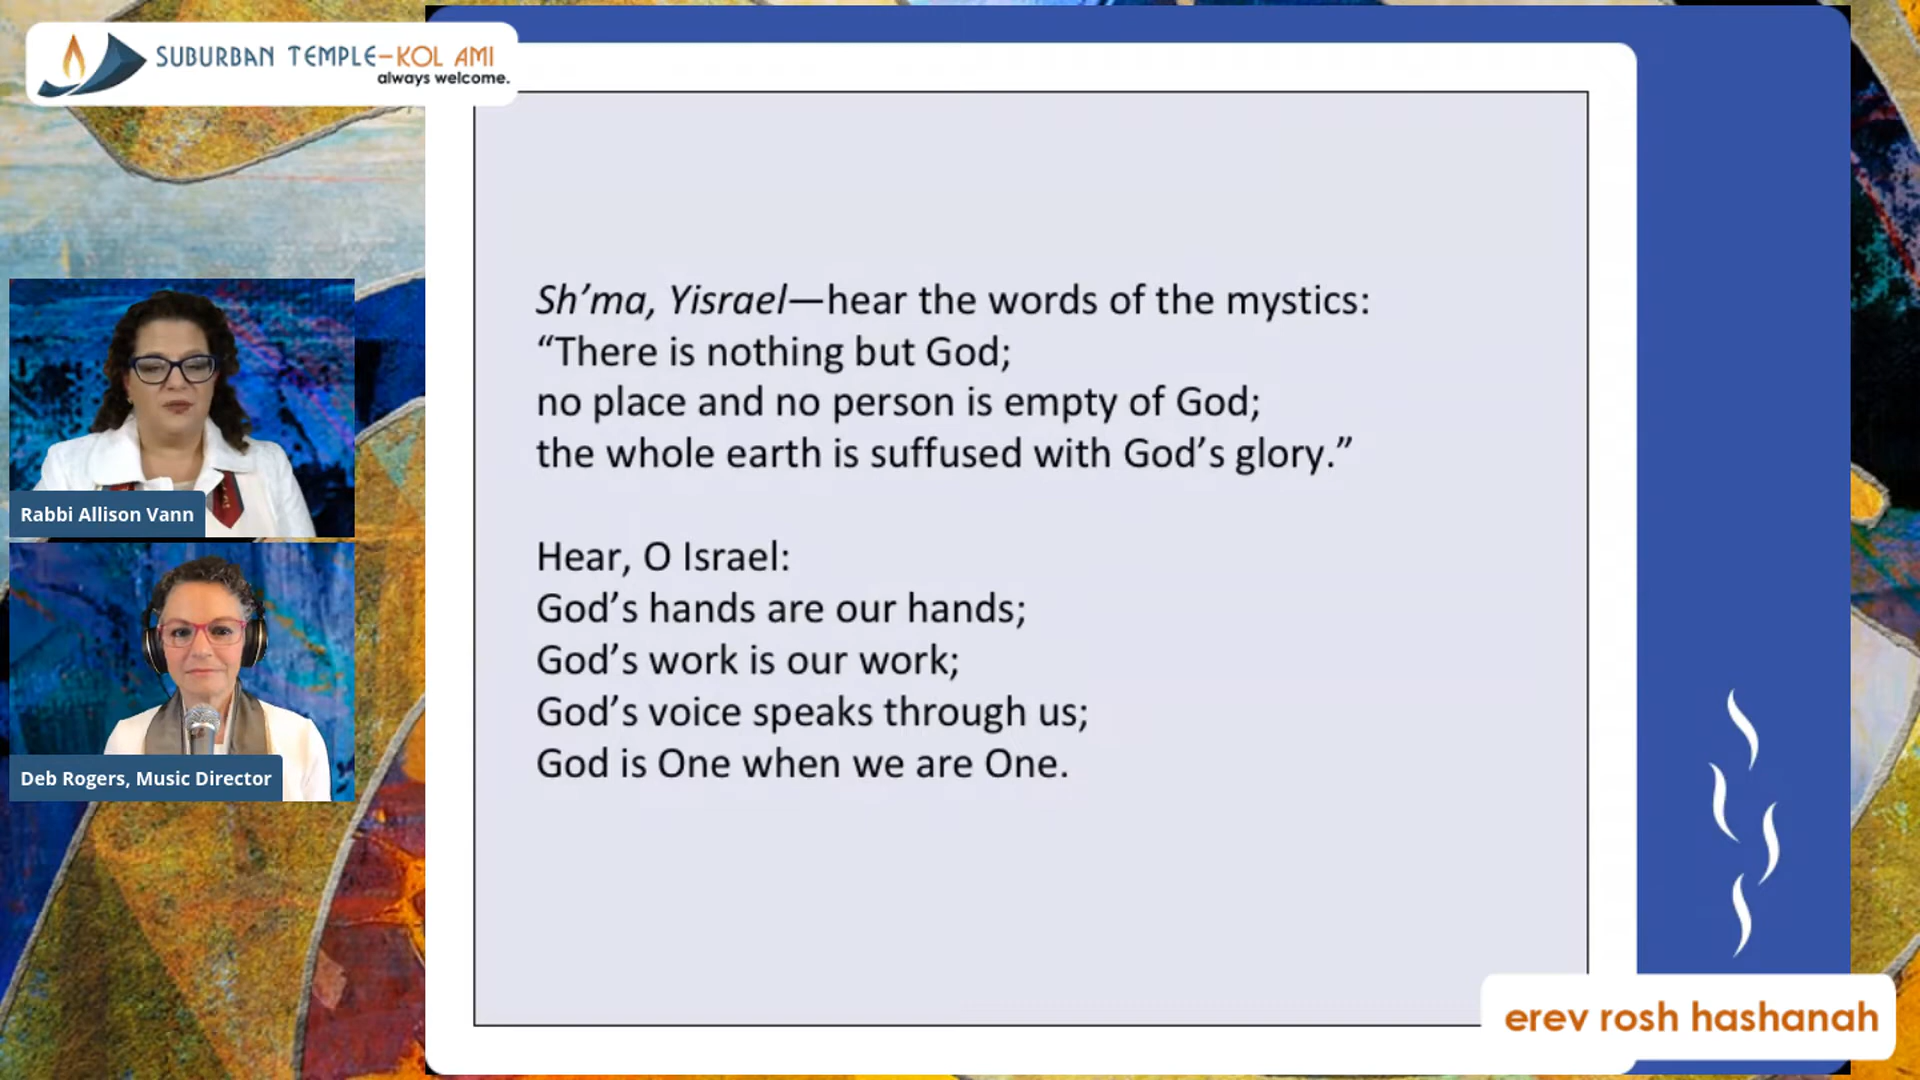 SUBURBAN TEMPLE–KOL AMI
always welcome.
Sh’ma, Yisrael—hear the words of the mystics:
“There is nothing but God;
no place and no person is empty of God;
the whole earth is suffused with God’s glory.”
Hear, O Israel:
God’s hands are our hands;
God’s work is our work;
God’s voice speaks through us;
God is One when we are One.
Rabbi Allison Vann
Deb Rogers, Music Director
erev rosh hashanah